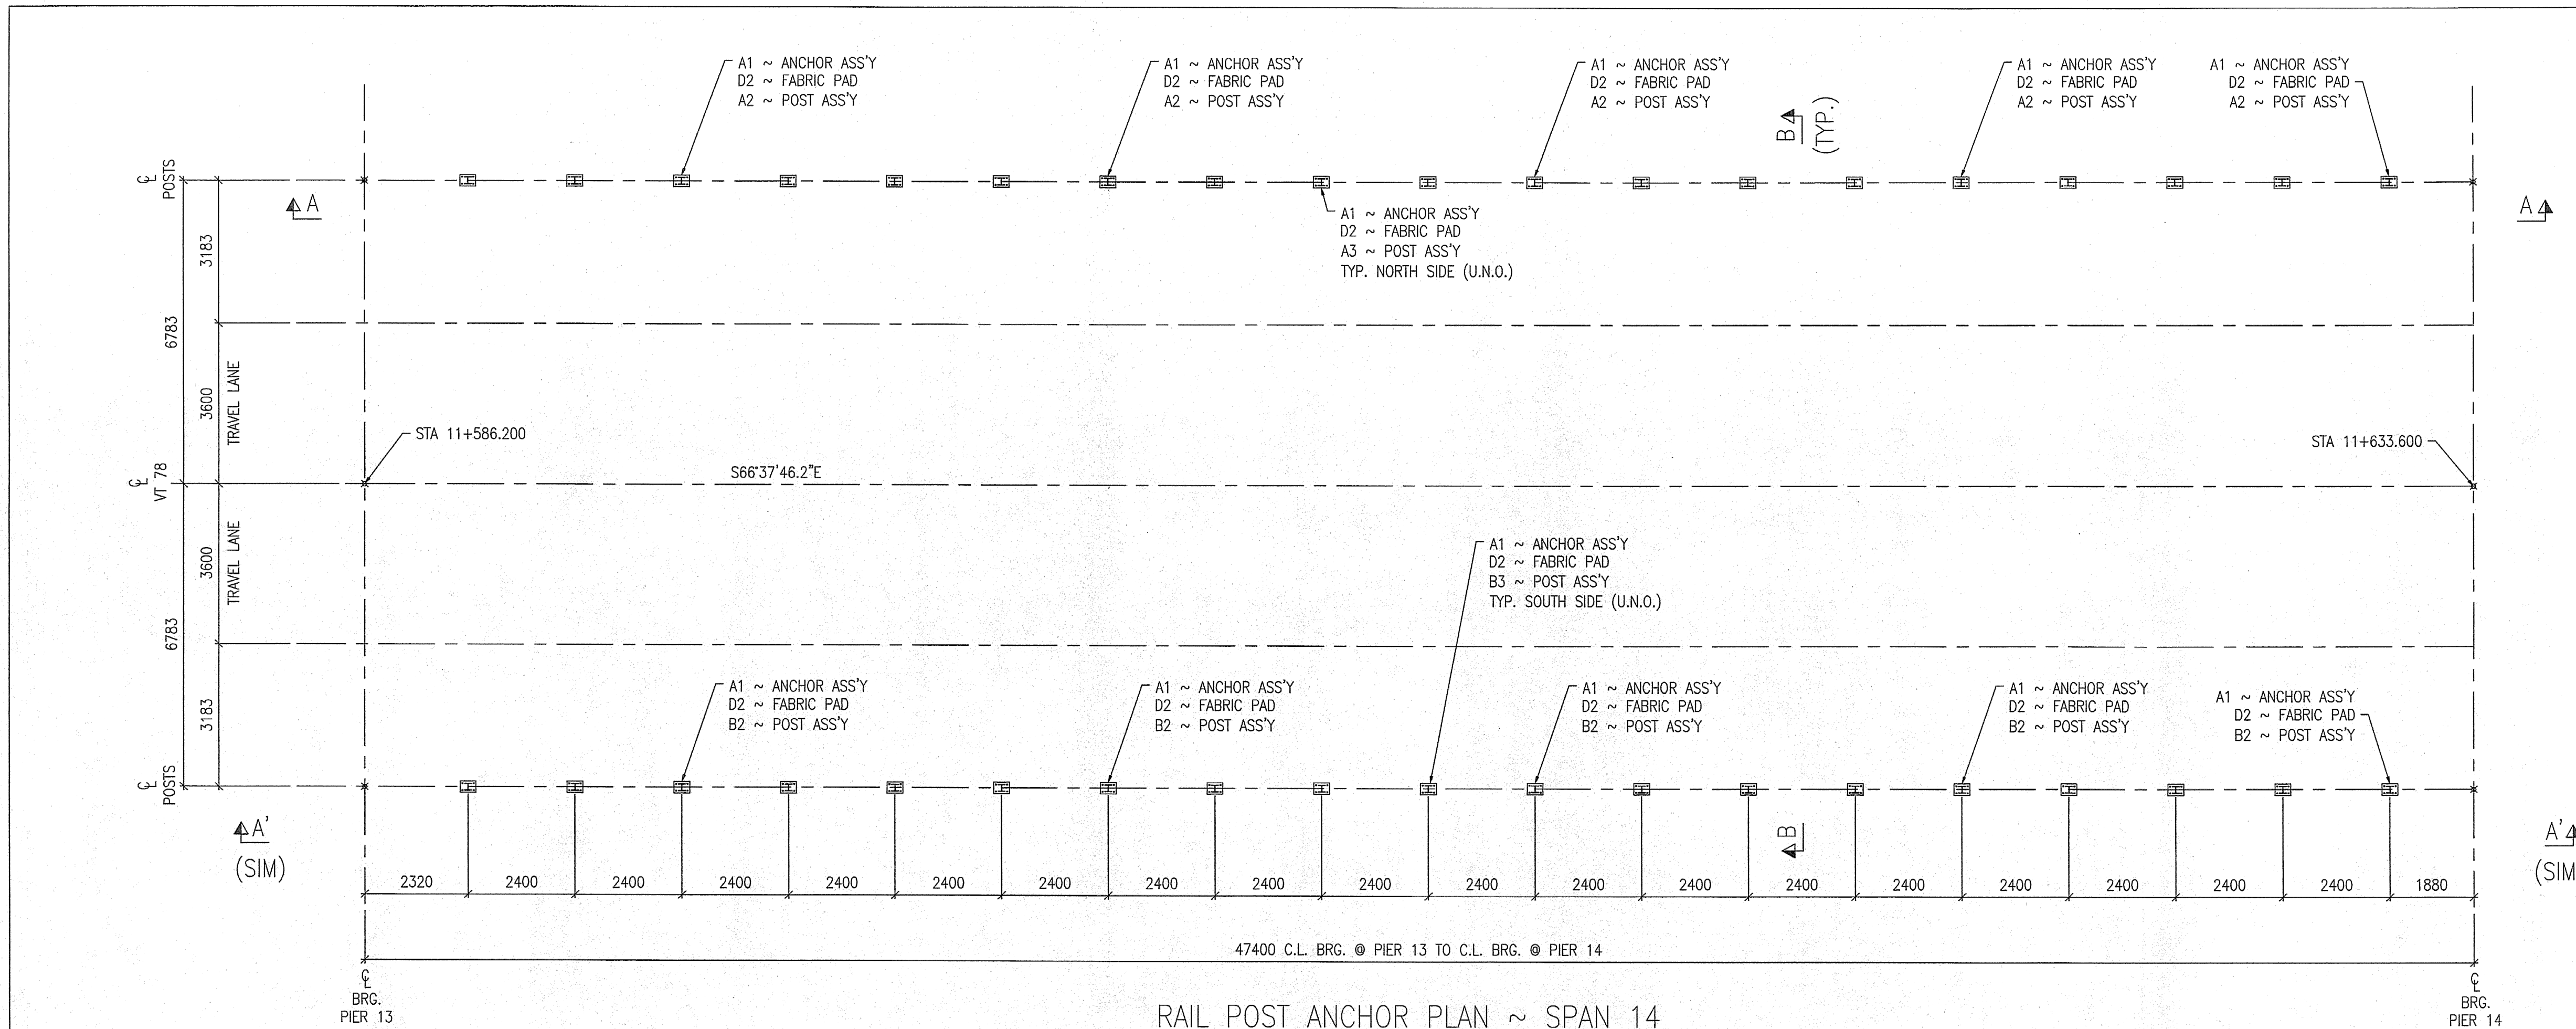 A1 ~ ANCHOR ASS'Y
D2 ~ FABRIC PAD
A2 ~ POST ASS'Y
A1 ~ ANCHOR ASS'Y
D2 ~ FABRIC PAD
A2 ~ POST ASS'Y
A1 ~ ANCHOR ASS'Y
D2 ~ FABRIC PAD
A2 ~ POST ASS'Y
A1 ~ ANCHOR ASS'Y
D2 ~ FABRIC PAD
A2 ~ POST ASS'Y
A1 ~ ANCHOR ASS'Y
D2 ~ FABRIC PAD
A2 ~ POST ASS'Y
B
(TYP.)
℄
POSTS
A
A
A1 ~ ANCHOR ASS'Y
D2 ~ FABRIC PAD
A3 ~ POST ASS'Y
TYP. NORTH SIDE (U.N.O.)
3183
6783
3600
TRAVEL LANE
STA 11+586.200
STA 11+633.600
S66°37'46.2"E
℄
VT 78
3600
TRAVEL LANE
6783
3183
A1 ~ ANCHOR ASS'Y
D2 ~ FABRIC PAD
B3 ~ POST ASS'Y
TYP. SOUTH SIDE (U.N.O.)
A1 ~ ANCHOR ASS'Y
D2 ~ FABRIC PAD
B2 ~ POST ASS'Y
A1 ~ ANCHOR ASS'Y
D2 ~ FABRIC PAD
B2 ~ POST ASS'Y
A1 ~ ANCHOR ASS'Y
D2 ~ FABRIC PAD
B2 ~ POST ASS'Y
A1 ~ ANCHOR ASS'Y
D2 ~ FABRIC PAD
B2 ~ POST ASS'Y
A1 ~ ANCHOR ASS'Y
D2 ~ FABRIC PAD
B2 ~ POST ASS'Y
℄
POSTS
A'
(SIM)
B
A'
(SIM
2320 2400 2400 2400 2400 2400 2400 2400 2400 2400 2400 2400 2400 2400 2400 2400 2400 2400 2400 1880
47400 C.L. BRG. @ PIER 13 TO C.L. BRG. @ PIER 14
℄
BRG.
PIER 13
℄
BRG.
PIER 14
RAIL POST ANCHOR PLAN ~ SPAN 14